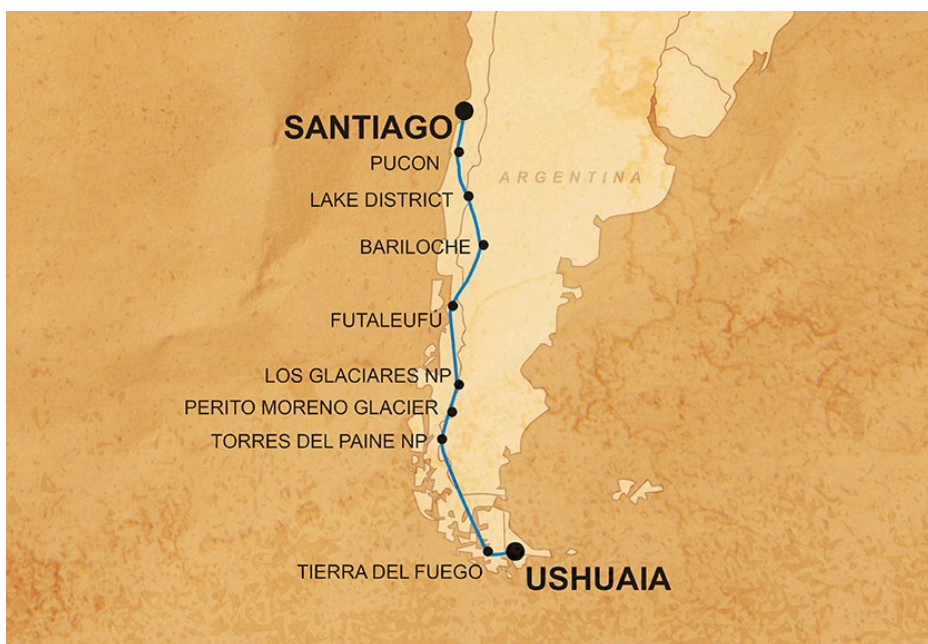 SANTIAGO
PUCON
ARGENTINA
LAKE DISTRICT
BARILOCHE
FUTALEUFÚ
LOS GLACIARES NP
PERITO MORENO GLACIER
TORRES DEL PAINE NP
TIERRA DEL FUEGO
USHUAIA